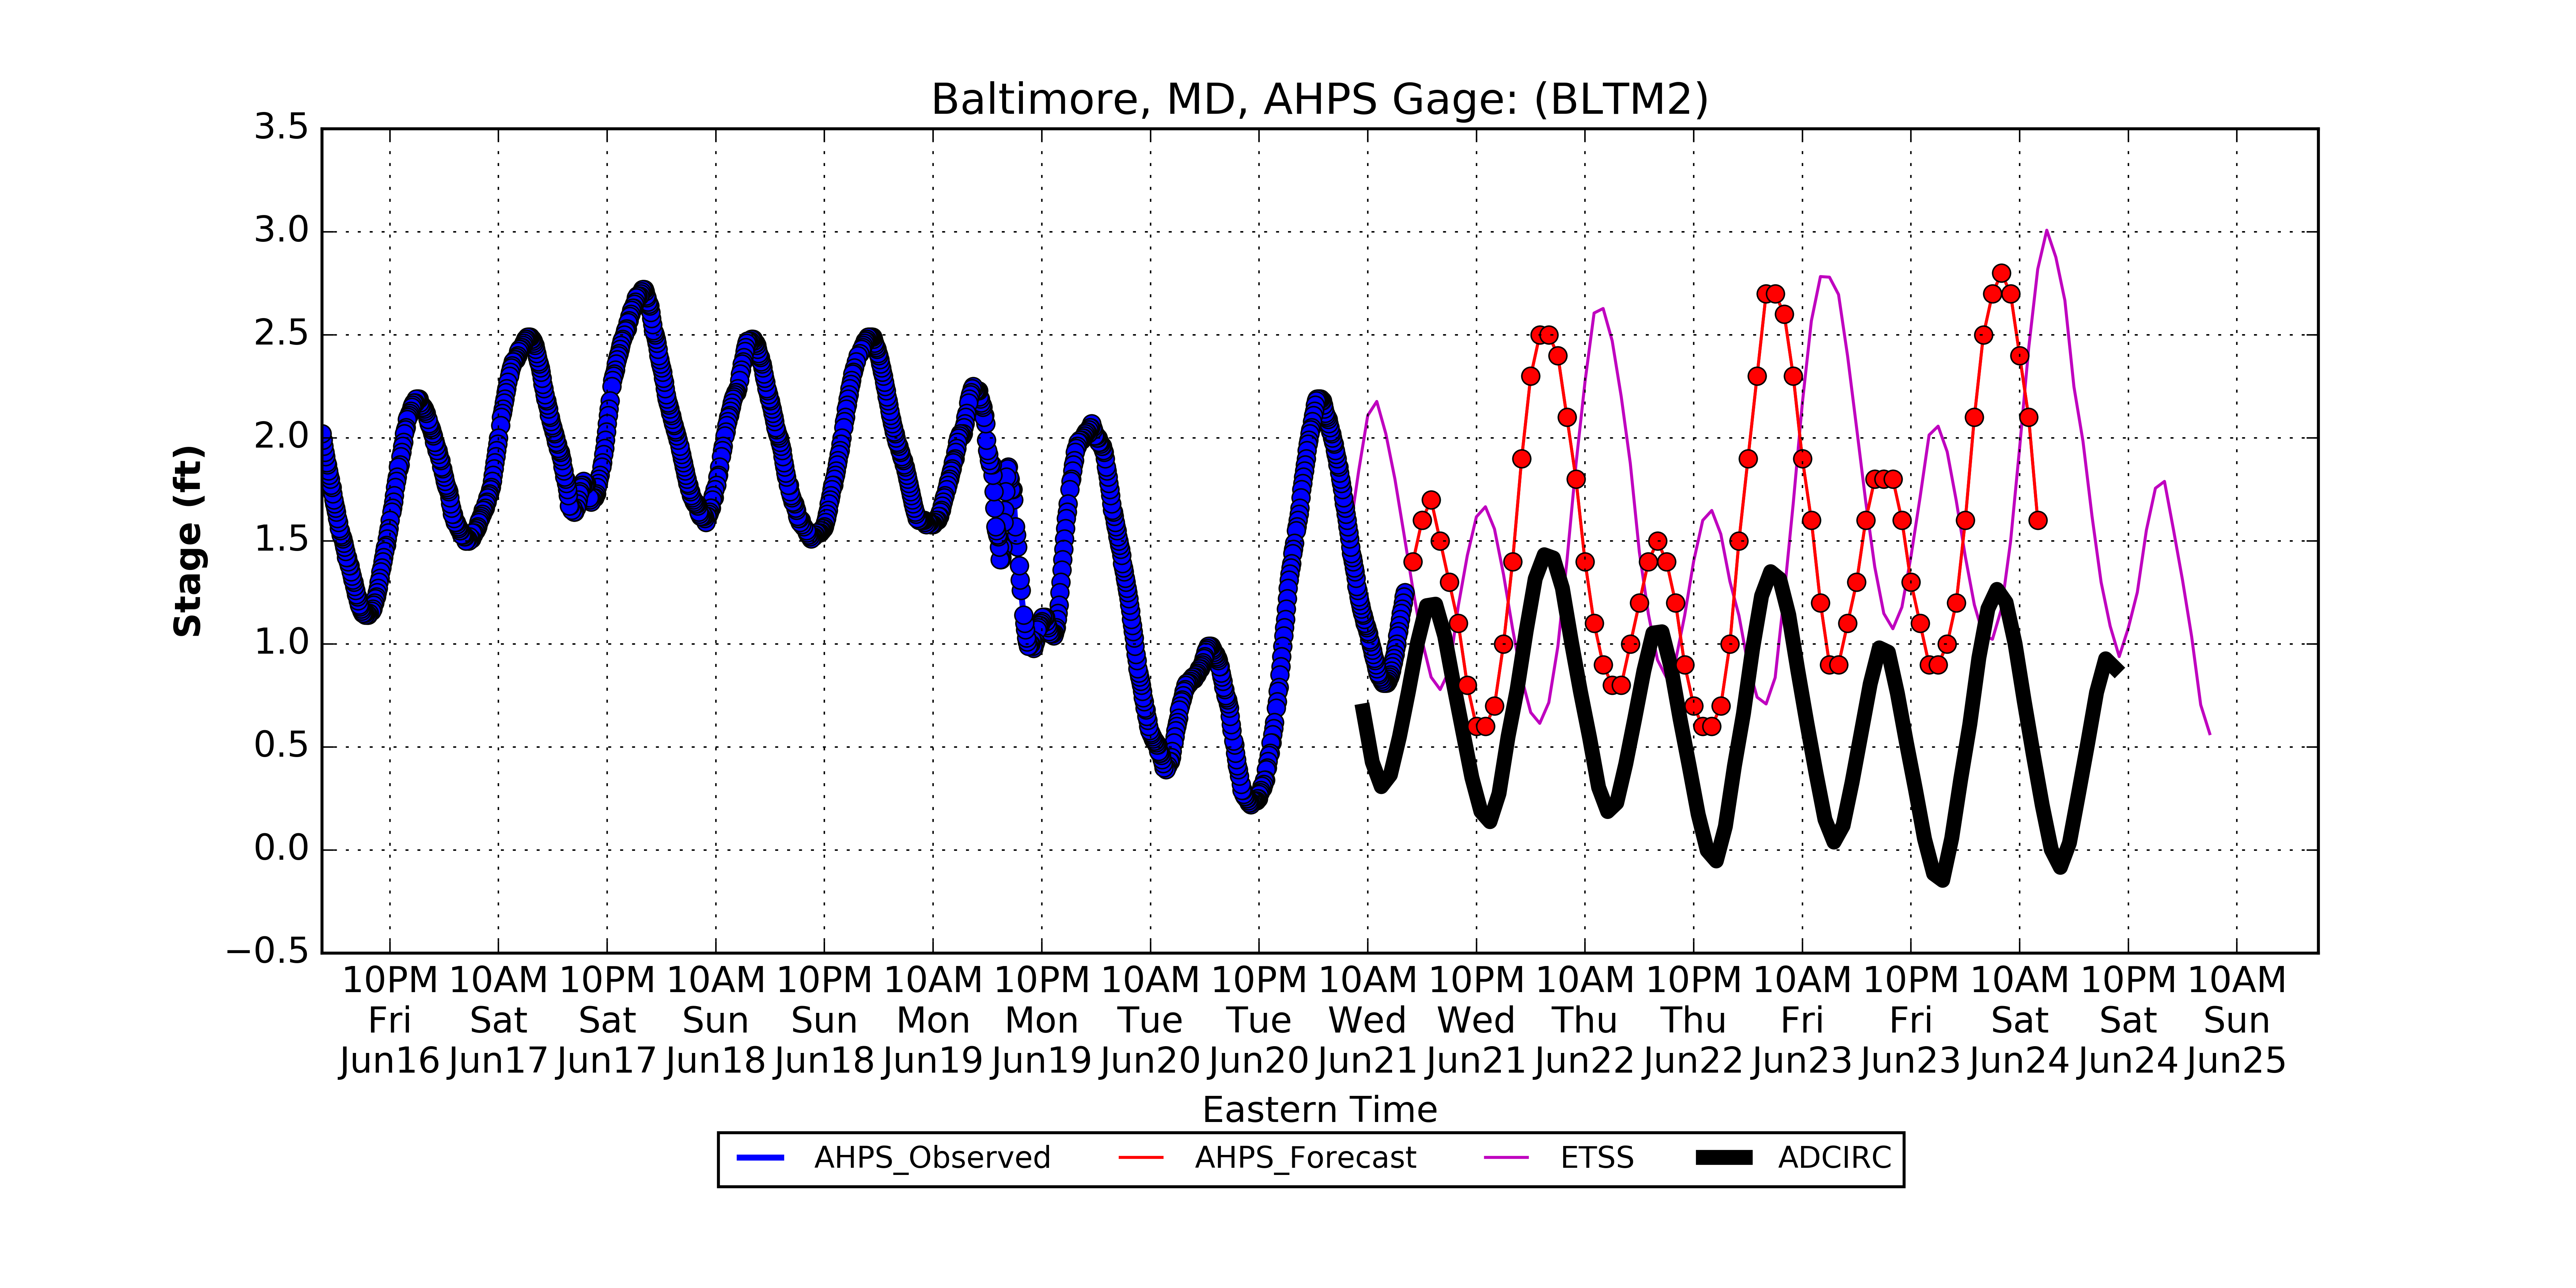 Baltimore, MD, AHPS Gage: (BLTM2)
3.5
3.0
2.5
2.0
1.5
1.0
0.5
0.0
−0.5
Stage (ft)
10PM 10AM 10PM 10AM 10PM 10AM 10PM 10AM 10PM 10AM 10PM 10AM 10PM 10AM 10PM 10AM 10PM 10AM
Fri Sat Sat Sun Sun Mon Mon Tue Tue Wed Wed Thu Thu Fri Fri Sat Sat Sun
Jun16 Jun17 Jun17 Jun18 Jun18 Jun19 Jun19 Jun20 Jun20 Jun21 Jun21 Jun22 Jun22 Jun23 Jun23 Jun24 Jun24 Jun25
Eastern Time
AHPS_Observed AHPS_Forecast ETSS ADCIRC